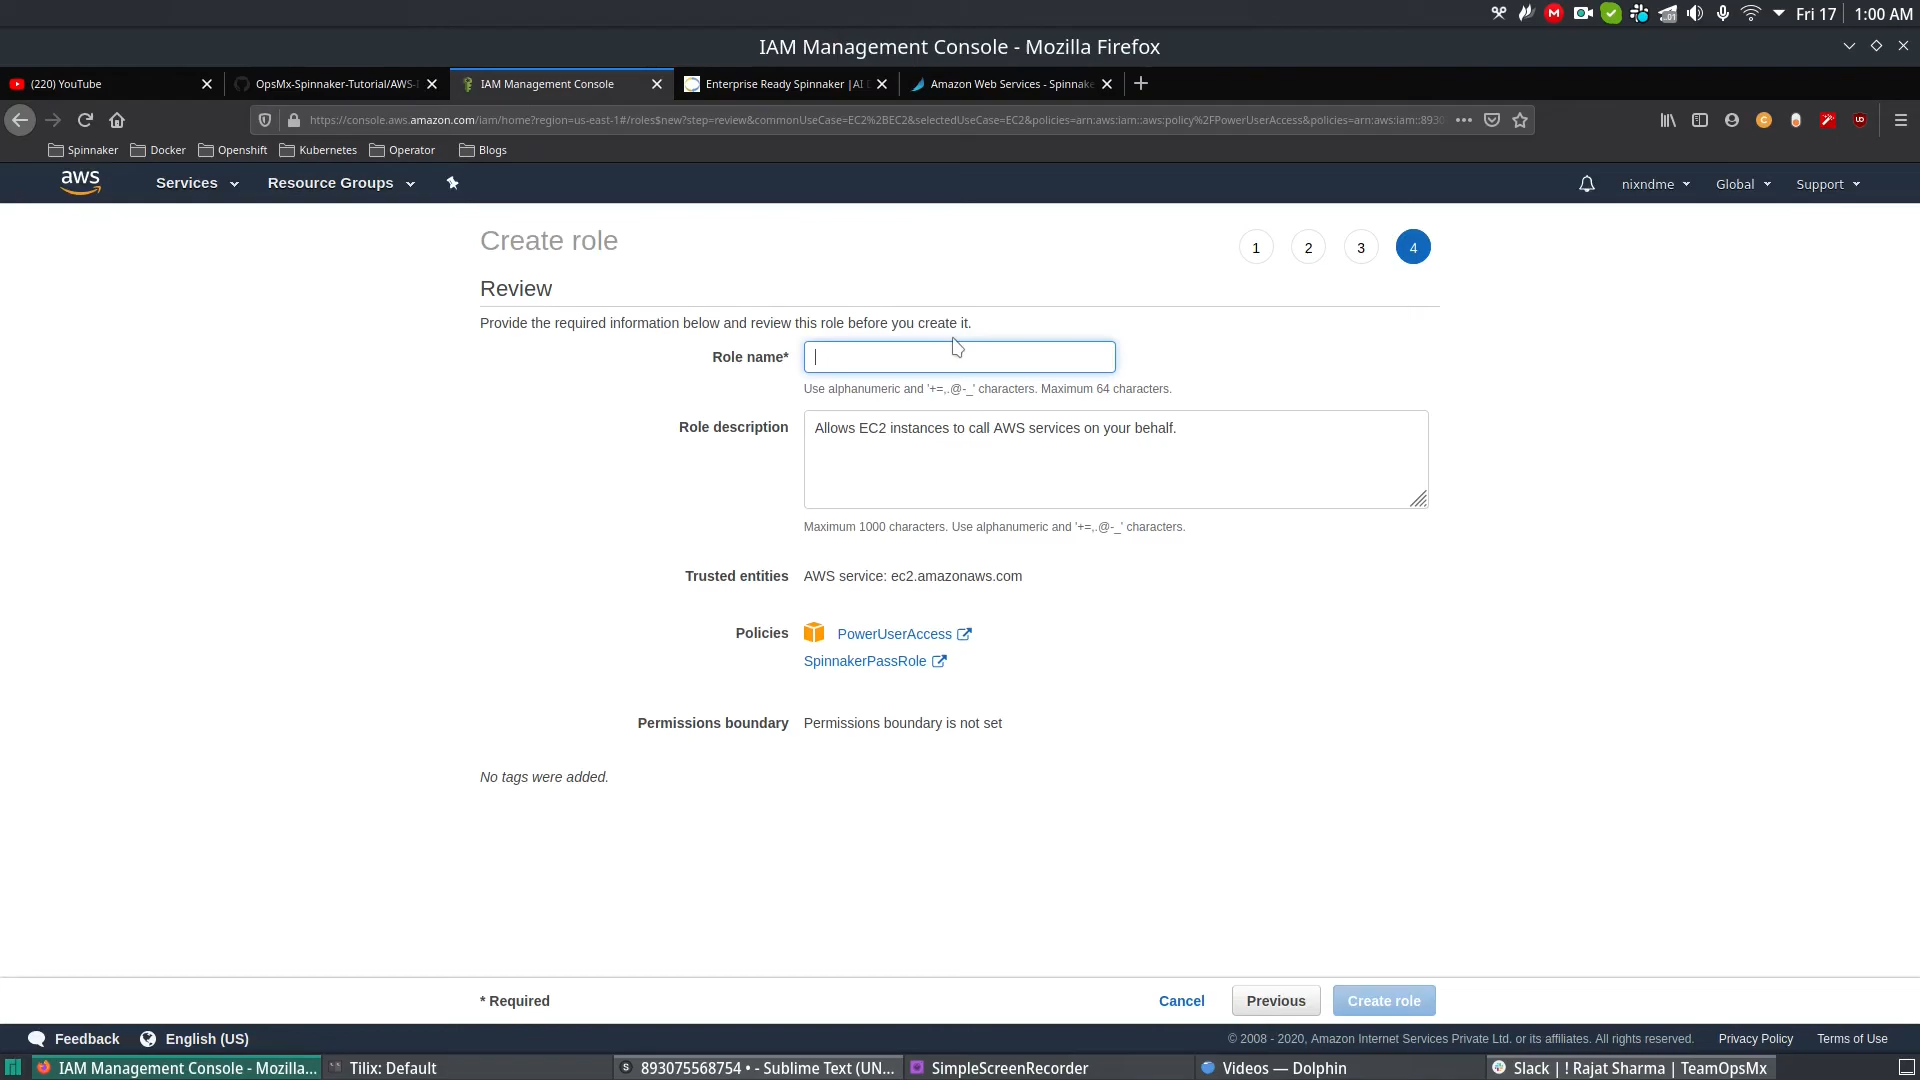 .01
Fri 17
1:00 AM
IAM Management Console - Mozilla Firefox
(220) YouTube
OpsMx-Spinnaker-Tutorial/AWS-
IAM Management Console
Enterprise Ready Spinnaker |AI
Amazon Web Services - Spinnake
https://console.aws.amazon.com/iam/home?region=us-east-1#/roles$new?step=review&commonUseCase=EC2%2BEC2&selectedUseCase=EC2&policies=arn:aws:iam::aws:policy%2FPowerUserAccess&policies=arn:aws:iam::8930
Spinnaker
Docker
Openshift
Kubernetes
Operator
Blogs
aws
Services
Resource Groups
nixndme
Global
Support
Create role
1
2
3
4
Review
Provide the required information below and review this role before you create it.
Role name*
Use alphanumeric and '+=,.@-_' characters. Maximum 64 characters.
Role description
Allows EC2 instances to call AWS services on your behalf.
Maximum 1000 characters. Use alphanumeric and '+=,.@-_' characters.
Trusted entities
AWS service: ec2.amazonaws.com
Policies
PowerUserAccess
SpinnakerPassRole
Permissions boundary
Permissions boundary is not set
No tags were added.
* Required
Cancel
Previous
Create role
Feedback
English (US)
© 2008 - 2020, Amazon Internet Services Private Ltd. or its affiliates. All rights reserved.
Privacy Policy
Terms of Use
IAM Management Console - Mozilla...
Tilix: Default
893075568754 • - Sublime Text (UN...
SimpleScreenRecorder
Videos — Dolphin
Slack | ! Rajat Sharma | TeamOpsMx